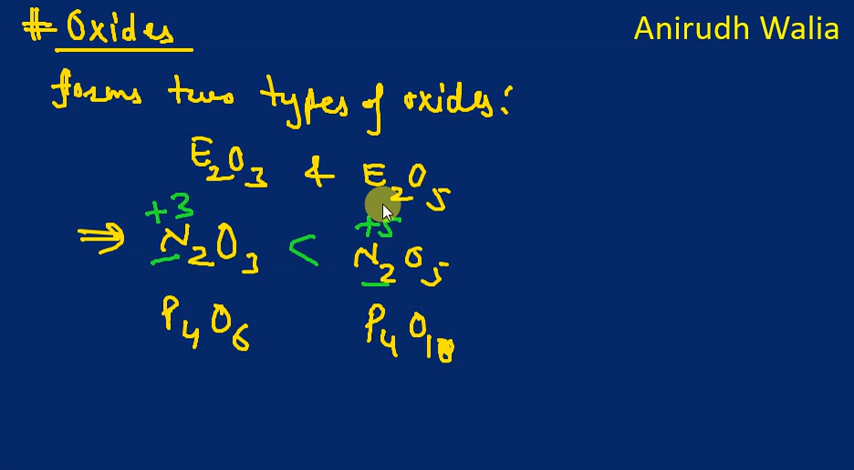 Anirudh Walia
# Oxides
forms two types of oxides:
E2O3 & E2O5
+3 +5
⇒ N2O3 < N2O5
P4O6 P4O10